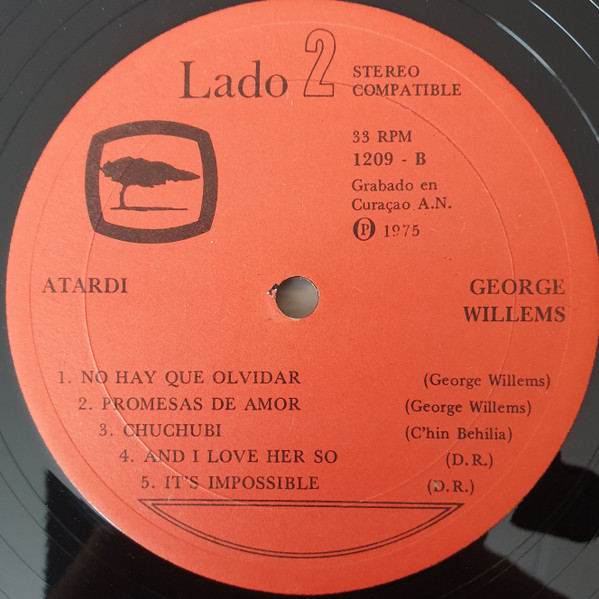 Lado 2
STEREO
COMPATIBLE
33 RPM
1209 - B
Grabado en
Curaçao A.N.
Ⓟ 1975
ATARDI
GEORGE
WILLEMS
1. NO HAY QUE OLVIDAR (George Willems)
2. PROMESAS DE AMOR (George Willems)
3. CHUCHUBI (C'hin Behilia)
4. AND I LOVE HER SO (D.R.)
5. IT'S IMPOSSIBLE (D.R.)